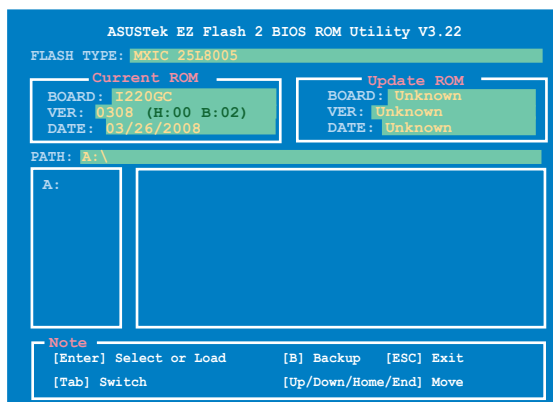 ASUSTek EZ Flash 2 BIOS ROM Utility V3.22
FLASH TYPE: MXIC 25L8005
Current ROM
BOARD: I220GC
VER: 0308 (H:00 B:02)
DATE: 03/26/2008
Update ROM
BOARD: Unknown
VER: Unknown
DATE: Unknown
PATH: A:\
A:
Note
[Enter] Select or Load [B] Backup [ESC] Exit
[Tab] Switch [Up/Down/Home/End] Move